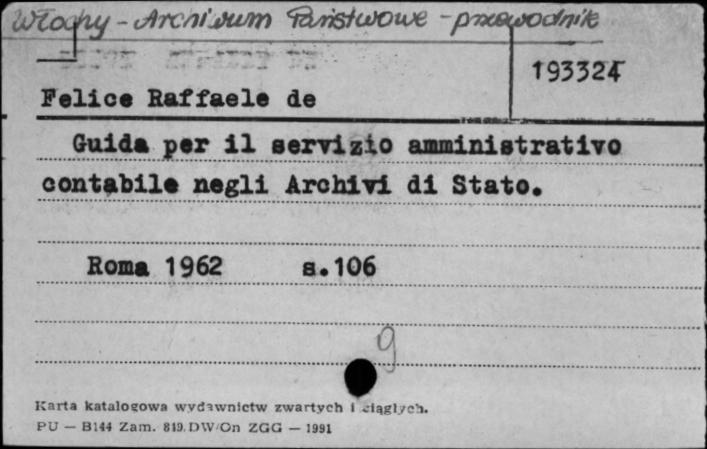 Włochy - Archiwum Państwowe - przewodnik
193324
Felice Raffaele de
Guida per il servizio amministrativo
contabile negli Archivi di Stato.
Roma 1962 s.106
g
Karta katalogowa wydawnictw zwartych i ciągłych.
PU — B144 Zam. 819. DW/On ZGG — 1991